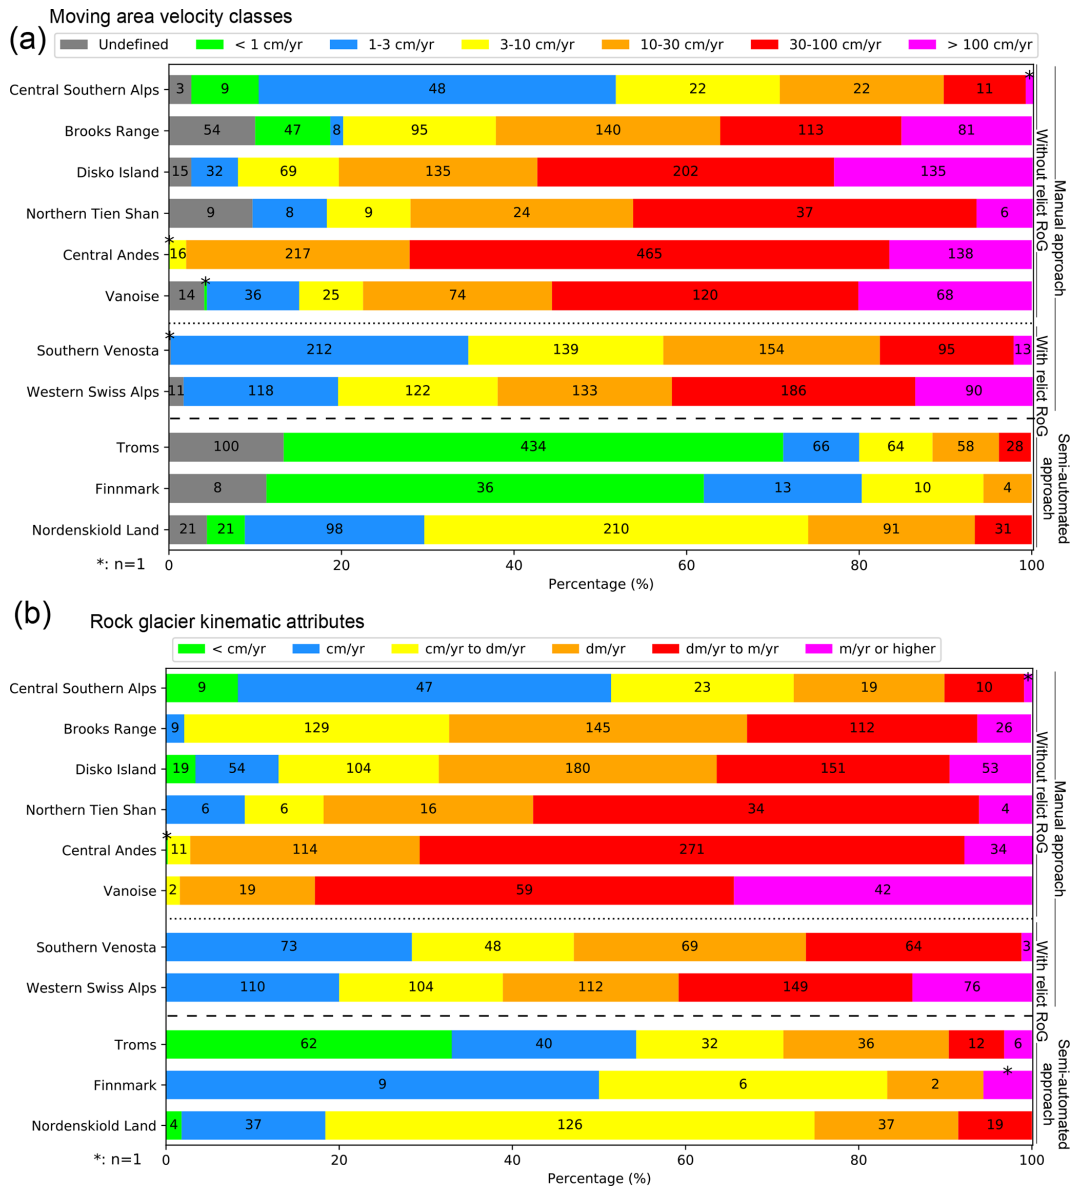 Moving area velocity classes
(a)
Undefined < 1 cm/yr 1-3 cm/yr 3-10 cm/yr 10-30 cm/yr 30-100 cm/yr > 100 cm/yr
Central Southern Alps 3 9 48 22 22 11 *
Brooks Range 54 47 8 95 140 113 81
Disko Island 15 32 69 135 202 135
Northern Tien Shan 9 8 9 24 37 6
Central Andes * 16 217 465 138
Vanoise 14 * 36 25 74 120 68
Southern Venosta * 212 139 154 95 13
Western Swiss Alps 11 118 122 133 186 90
Troms 100 434 66 64 58 28
Finnmark 8 36 13 10 4
Nordenskiold Land 21 21 98 210 91 31
Without relict RoG
With relict RoG
Manual approach
Semi-automated approach
*: n=1
0 20 40 60 80 100
Percentage (%)
(b)
Rock glacier kinematic attributes
< cm/yr cm/yr cm/yr to dm/yr dm/yr dm/yr to m/yr m/yr or higher
Central Southern Alps 9 47 23 19 10 *
Brooks Range 9 129 145 112 26
Disko Island 19 54 104 180 151 53
Northern Tien Shan 6 6 16 34 4
Central Andes * 11 114 271 34
Vanoise 2 19 59 42
Southern Venosta 73 48 69 64 3
Western Swiss Alps 110 104 112 149 76
Troms 62 40 32 36 12 6
Finnmark 9 6 2 *
Nordenskiold Land 4 37 126 37 19
Without relict RoG
With relict RoG
Manual approach
Semi-automated approach
*: n=1
0 20 40 60 80 100
Percentage (%)